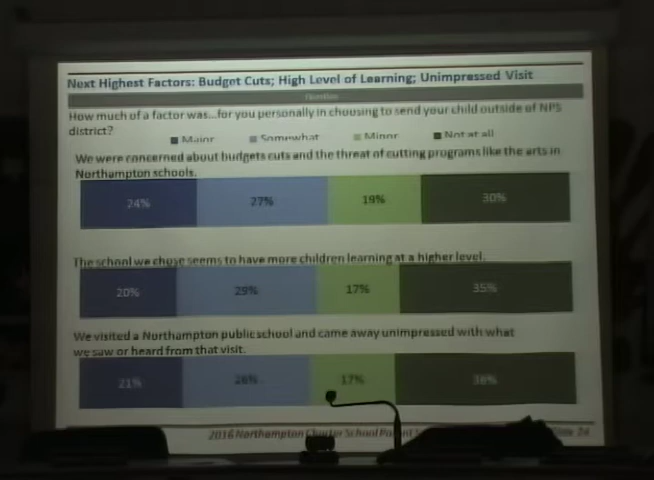 Next Highest Factors: Budget Cuts; High Level of Learning; Unimpressed Visit
How much of a factor was...for you personally in choosing to send your child outside of NPS
district?
Major Somewhat Minor Not at all
We were concerned about budgets cuts and the threat of cutting programs like the arts in
Northampton schools.
24% 27% 19% 30%
The school we chose seems to have more children learning at a higher level.
20% 29% 17% 35%
We visited a Northampton public school and came away unimpressed with what
we saw or heard from that visit.
21% 26% 17% 36%
2016 Northampton Charter School Parent
Slide 24